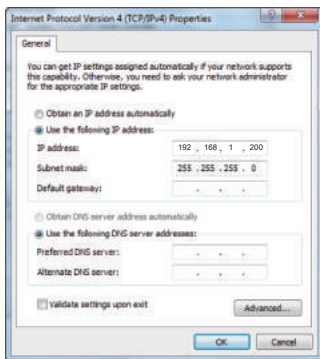 Internet Protocol Version 4 (TCP/IPv4) Properties
General
You can get IP settings assigned automatically if your network supports
this capability. Otherwise, you need to ask your network administrator
for the appropriate IP settings.
Obtain an IP address automatically
Use the following IP address:
IP address: 192 . 168 . 1 . 200
Subnet mask: 255 . 255 . 255 . 0
Default gateway: . . .
Obtain DNS server address automatically
Use the following DNS server addresses:
Preferred DNS server: . . .
Alternate DNS server: . . .
Validate settings upon exit
Advanced...
OK Cancel